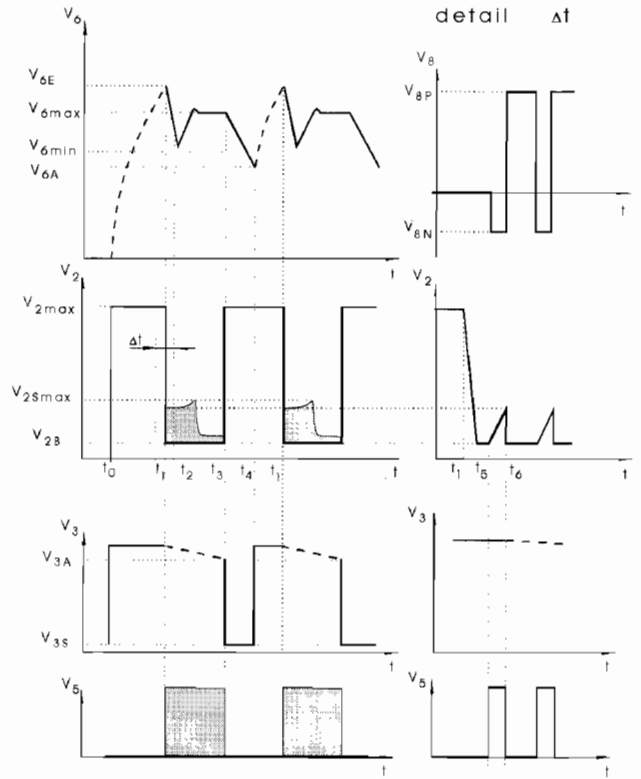 detail Δt
V6
V6E
V6max
V6min
V6A
t
V8
V8P
V8N
t
V2
V2max
Δt
V2Smax
V2B
t0 t1 t2 t3 t4 t1 t
V2
t1 t5 t6 t
V3
V3A
V3S
t
V3
t
V5
t
V5
t